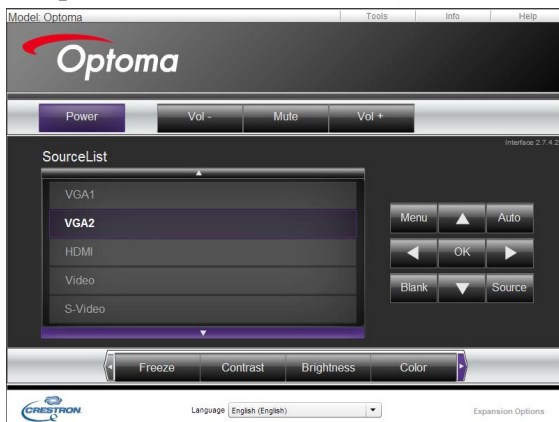 Model: Optoma Tools Info Help
Optoma
Power Vol - Mute Vol +
Interface 2.7.4.2
SourceList
VGA1
VGA2
HDMI
Video
S-Video
Menu Auto
OK
Blank Source
Freeze Contrast Brightness Color
CRESTRON Language English (English) Expansion Options